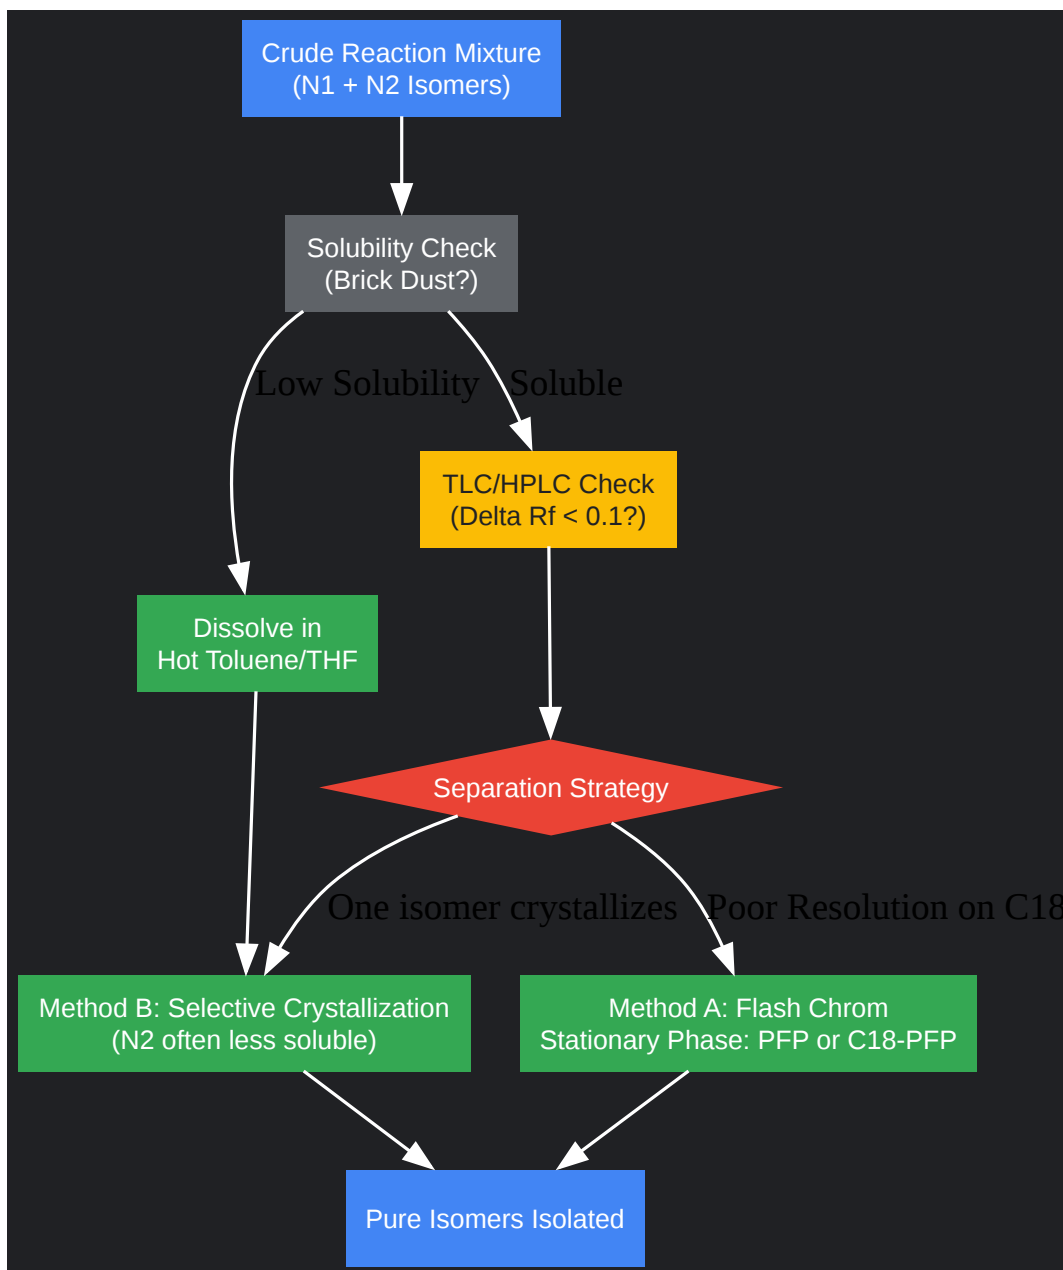 Crude Reaction Mixture
(N1 + N2 Isomers)
Solubility Check
(Brick Dust?)
Low Solubility
Soluble
TLC/HPLC Check
(Delta Rf < 0.1?)
Dissolve in
Hot Toluene/THF
Separation Strategy
One isomer crystallizes
Poor Resolution on C18
Method B: Selective Crystallization
(N2 often less soluble)
Method A: Flash Chrom
Stationary Phase: PFP or C18-PFP
Pure Isomers Isolated